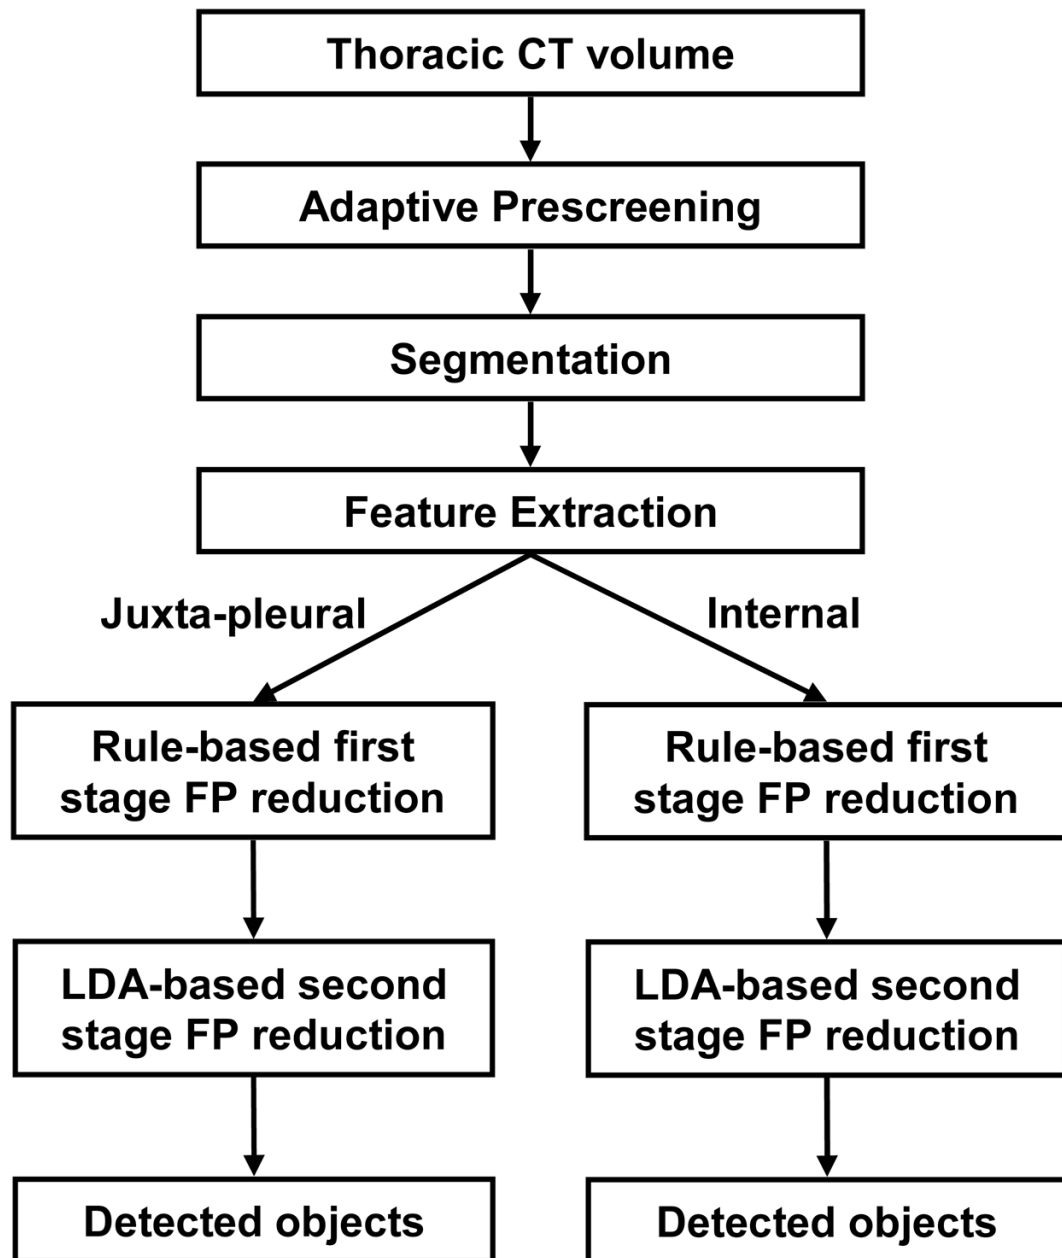 Thoracic CT volume
Adaptive Prescreening
Segmentation
Feature Extraction
Juxta-pleural
Internal
Rule-based first
stage FP reduction
Rule-based first
stage FP reduction
LDA-based second
stage FP reduction
LDA-based second
stage FP reduction
Detected objects
Detected objects